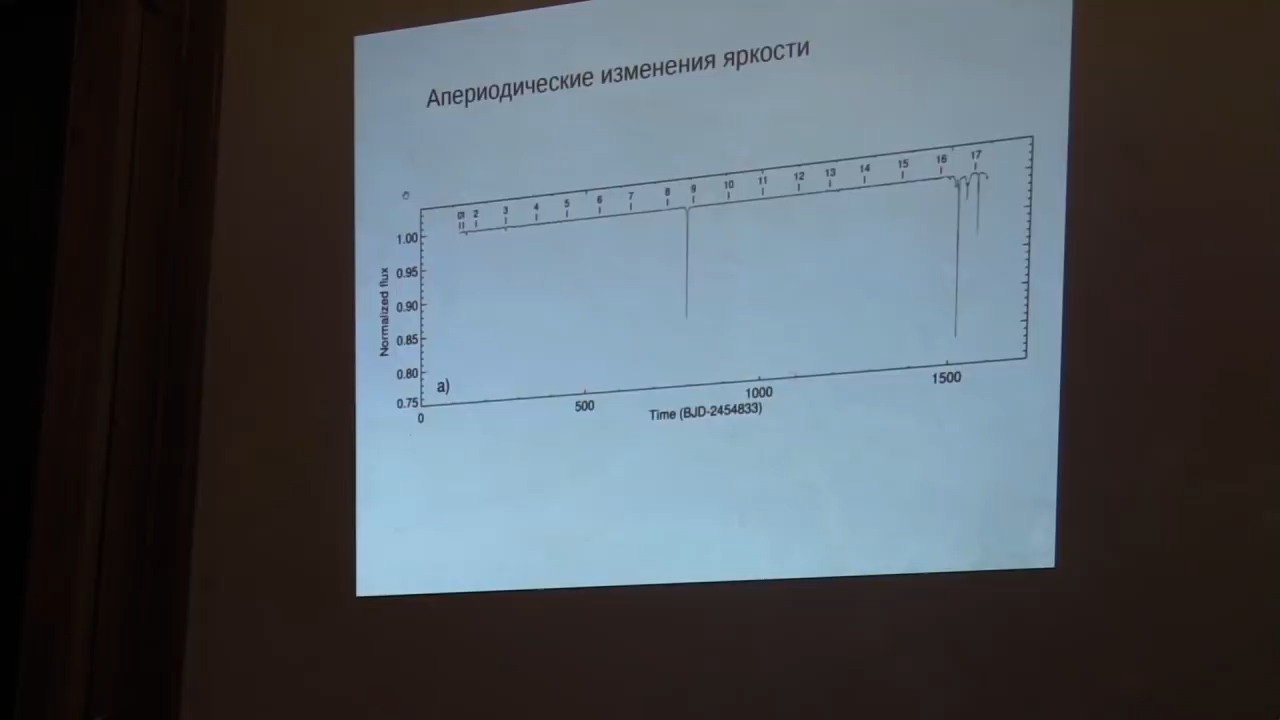 Апериодические изменения яркости
01 2 3 4 5 6 7 8 9 10 11 12 13 14 15 16 17
1.00
0.95
0.90
0.85
0.80
0.75
Normalized flux
a)
0 500 1000 1500
Time (BJD-2454833)